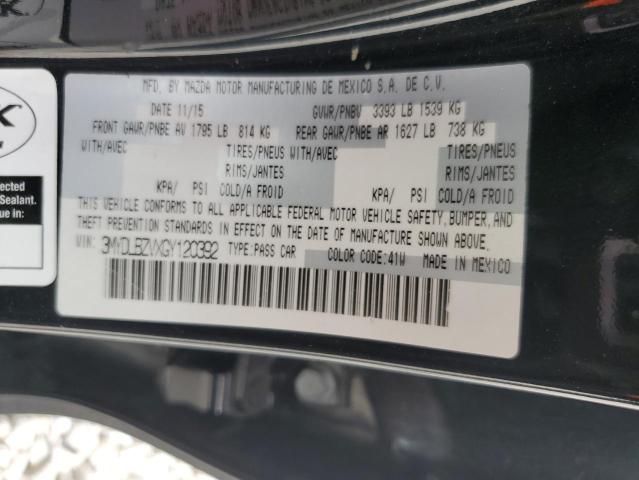 MFD. BY MAZDA MOTOR MANUFACTURING DE MEXICO S.A. DE C.V.
DATE 11/15 GVWR/PNBV 3393 LB 1539 KG
FRONT GAWR/PNBE AV 1795 LB 814 KG REAR GAWR/PNBE AR 1627 LB 738 KG
WITH/AVEC TIRES/PNEUS WITH/AVEC TIRES/PNEUS
RIMS/JANTES RIMS/JANTES
KPA/ PSI COLD/A FROID KPA/ PSI COLD/A FROID
THIS VEHICLE CONFORMS TO ALL APPLICABLE FEDERAL MOTOR VEHICLE SAFETY, BUMPER, AND
THEFT PREVENTION STANDARDS IN EFFECT ON THE DATE OF MANUFACTURE SHOWN ABOVE.
VIN: 3MYDLBZVXGY120392 TYPE: PASS CAR COLOR CODE: 41W MADE IN MEXICO
Sealant.